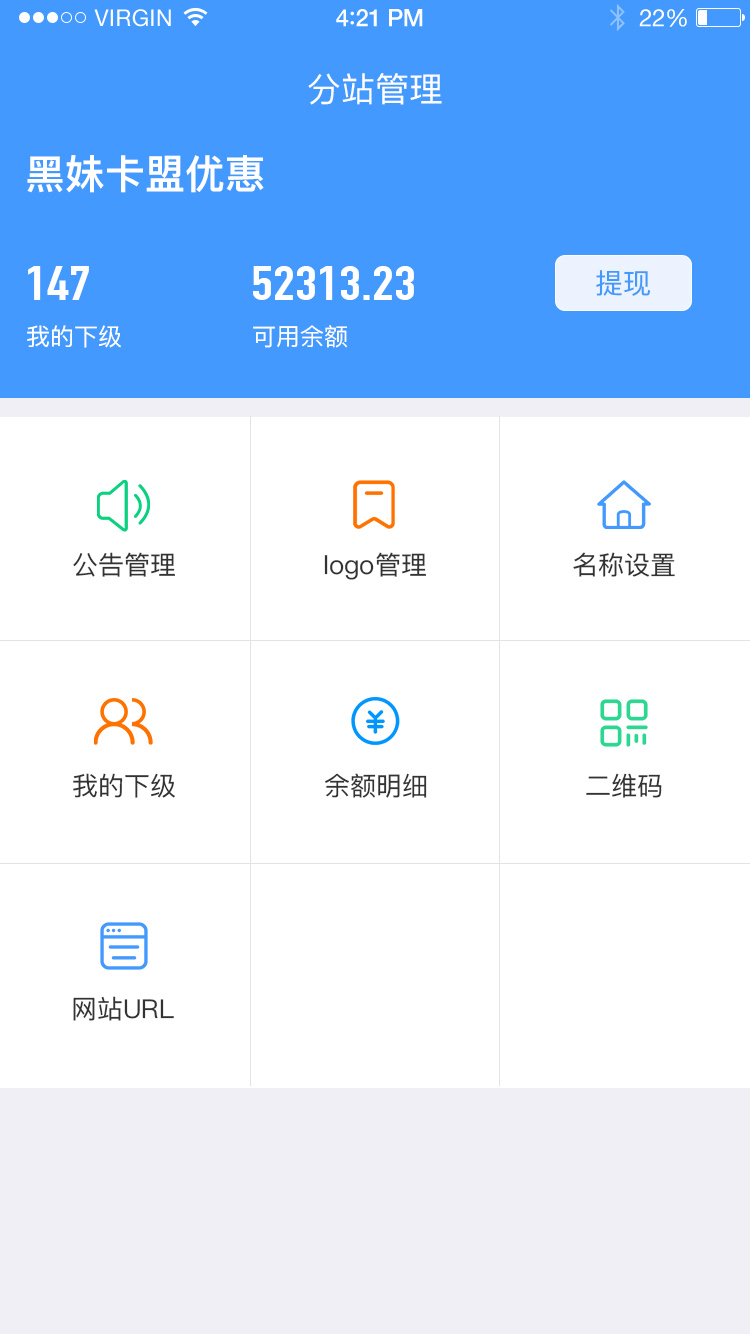 VIRGIN 4:21 PM 22%
分站管理
黑妹卡盟优惠
147 52313.23 提现
我的下级 可用余额
公告管理 logo管理 名称设置
我的下级 余额明细 二维码
网站URL